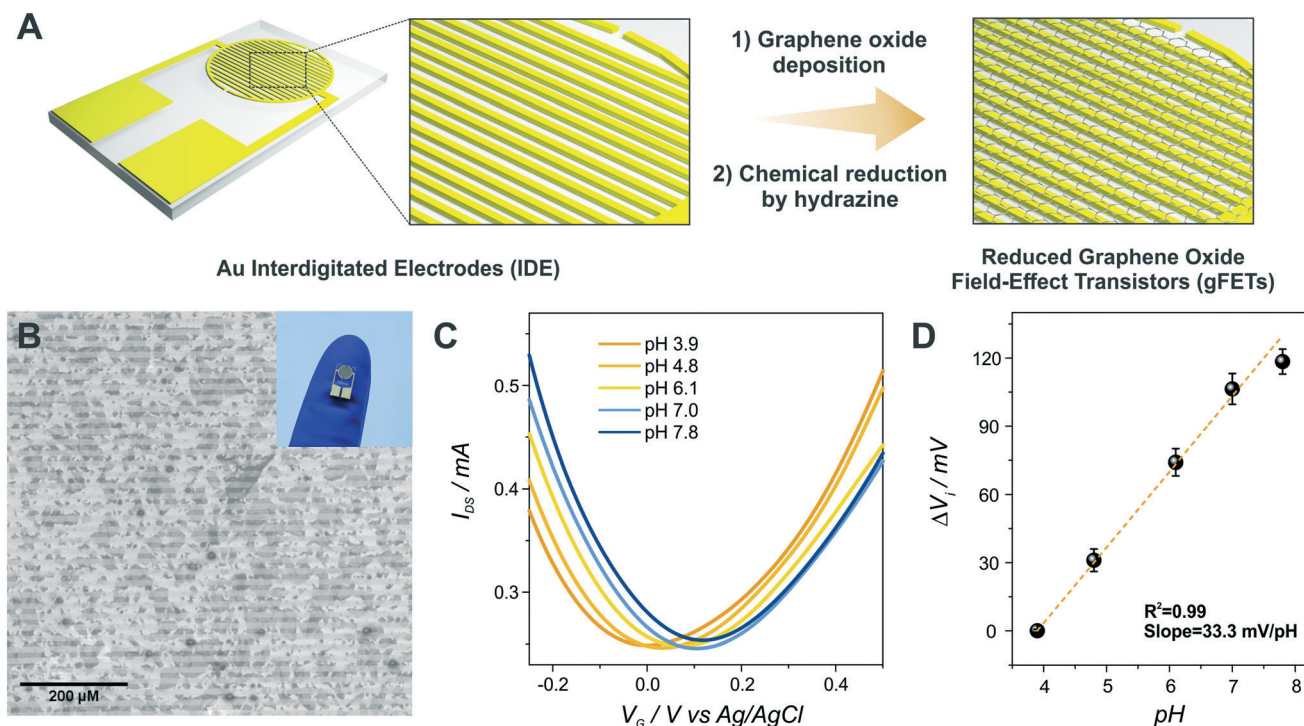 A
1) Graphene oxide
deposition
2) Chemical reduction
by hydrazine
Au Interdigitated Electrodes (IDE)
Reduced Graphene Oxide
Field-Effect Transistors (gFETs)
B
200 µM
C
pH 3.9
pH 4.8
pH 6.1
pH 7.0
pH 7.8
0.5
0.4
0.3
I_DS / mA
-0.2
0.0
0.2
0.4
V_G / V vs Ag/AgCl
D
120
90
60
30
0
ΔV_i / mV
R²=0.99
Slope=33.3 mV/pH
4
5
6
7
8
pH